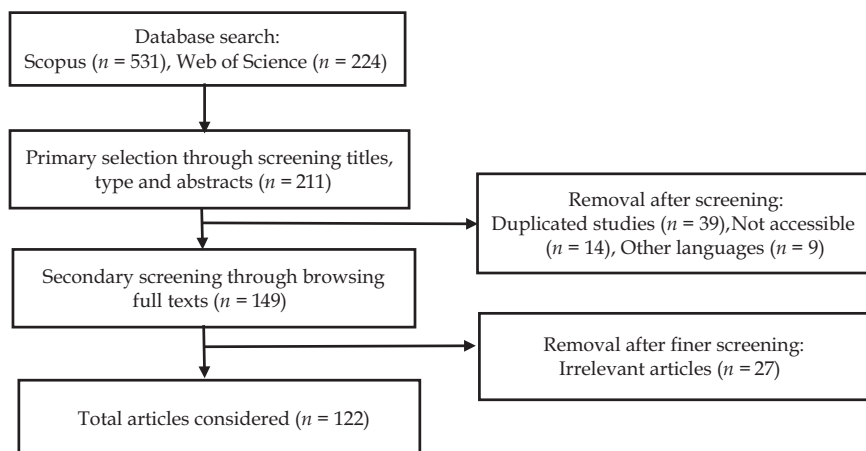 Database search:
Scopus (n = 531), Web of Science (n = 224)
Primary selection through screening titles,
type and abstracts (n = 211)
Removal after screening:
Duplicated studies (n = 39),Not accessible
(n = 14), Other languages (n = 9)
Secondary screening through browsing
full texts (n = 149)
Removal after finer screening:
Irrelevant articles (n = 27)
Total articles considered (n = 122)